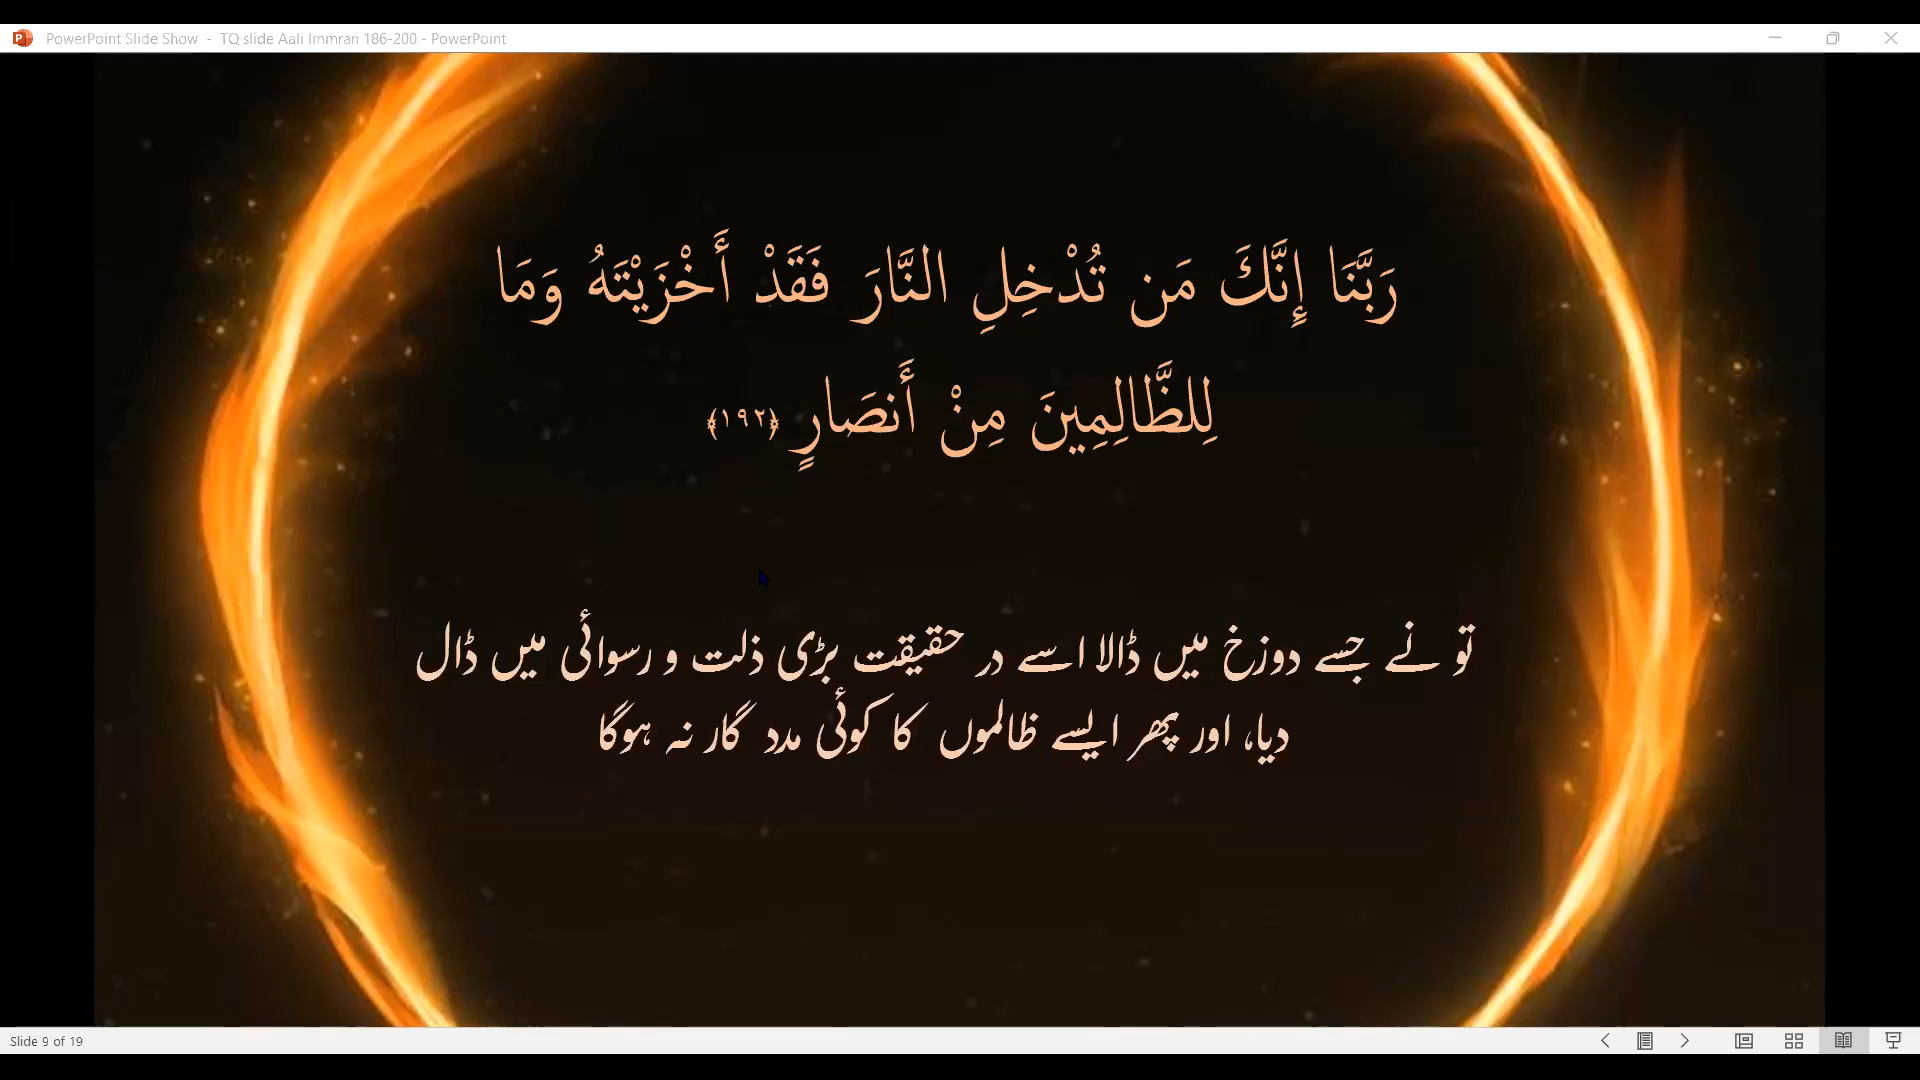 PowerPoint Slide Show - TQ slide Aali Immran 186-200 - PowerPoint
رَبَّنَا إِنَّكَ مَن تُدْخِلِ النَّارَ فَقَدْ أَخْزَيْتَهُ وَمَا
لِلظَّالِمِينَ مِنْ أَنصَارٍ ﴿١٩٢﴾
تو نے جسے دوزخ میں ڈالا اسے در حقیقت بڑی ذلت و رسوائی میں ڈال
دیا، اور پھر ایسے ظالموں کا کوئی مدد گار نہ ہوگا
Slide 9 of 19